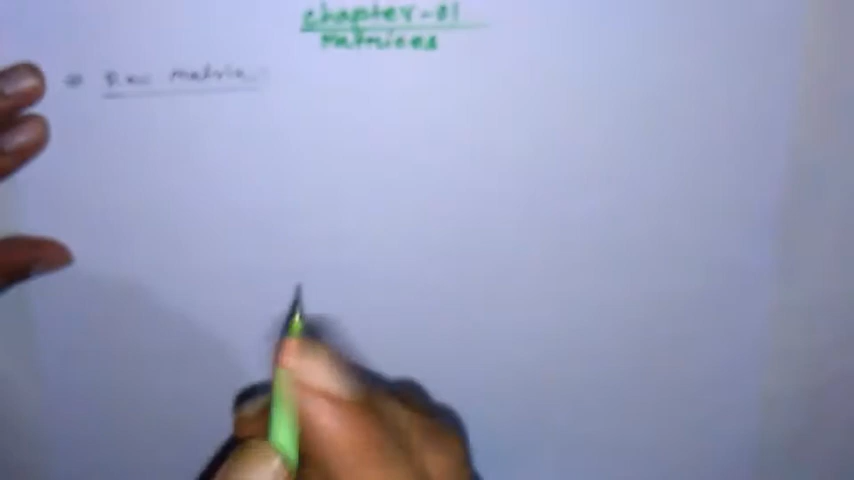 chapter-01
Matrices
⇒ Row Matrix :